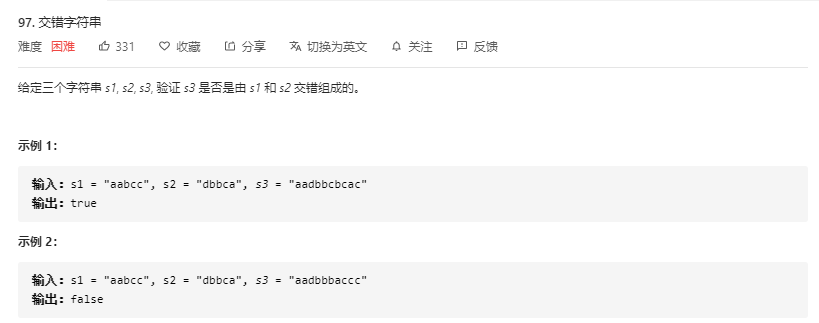 97. 交错字符串
难度 困难 331 收藏 分享 切换为英文 关注 反馈
给定三个字符串 s1, s2, s3, 验证 s3 是否是由 s1 和 s2 交错组成的。
示例 1：
输入：s1 = "aabcc", s2 = "dbbca", s3 = "aadbbcbcac"
输出：true
示例 2：
输入：s1 = "aabcc", s2 = "dbbca", s3 = "aadbbbaccc"
输出：false